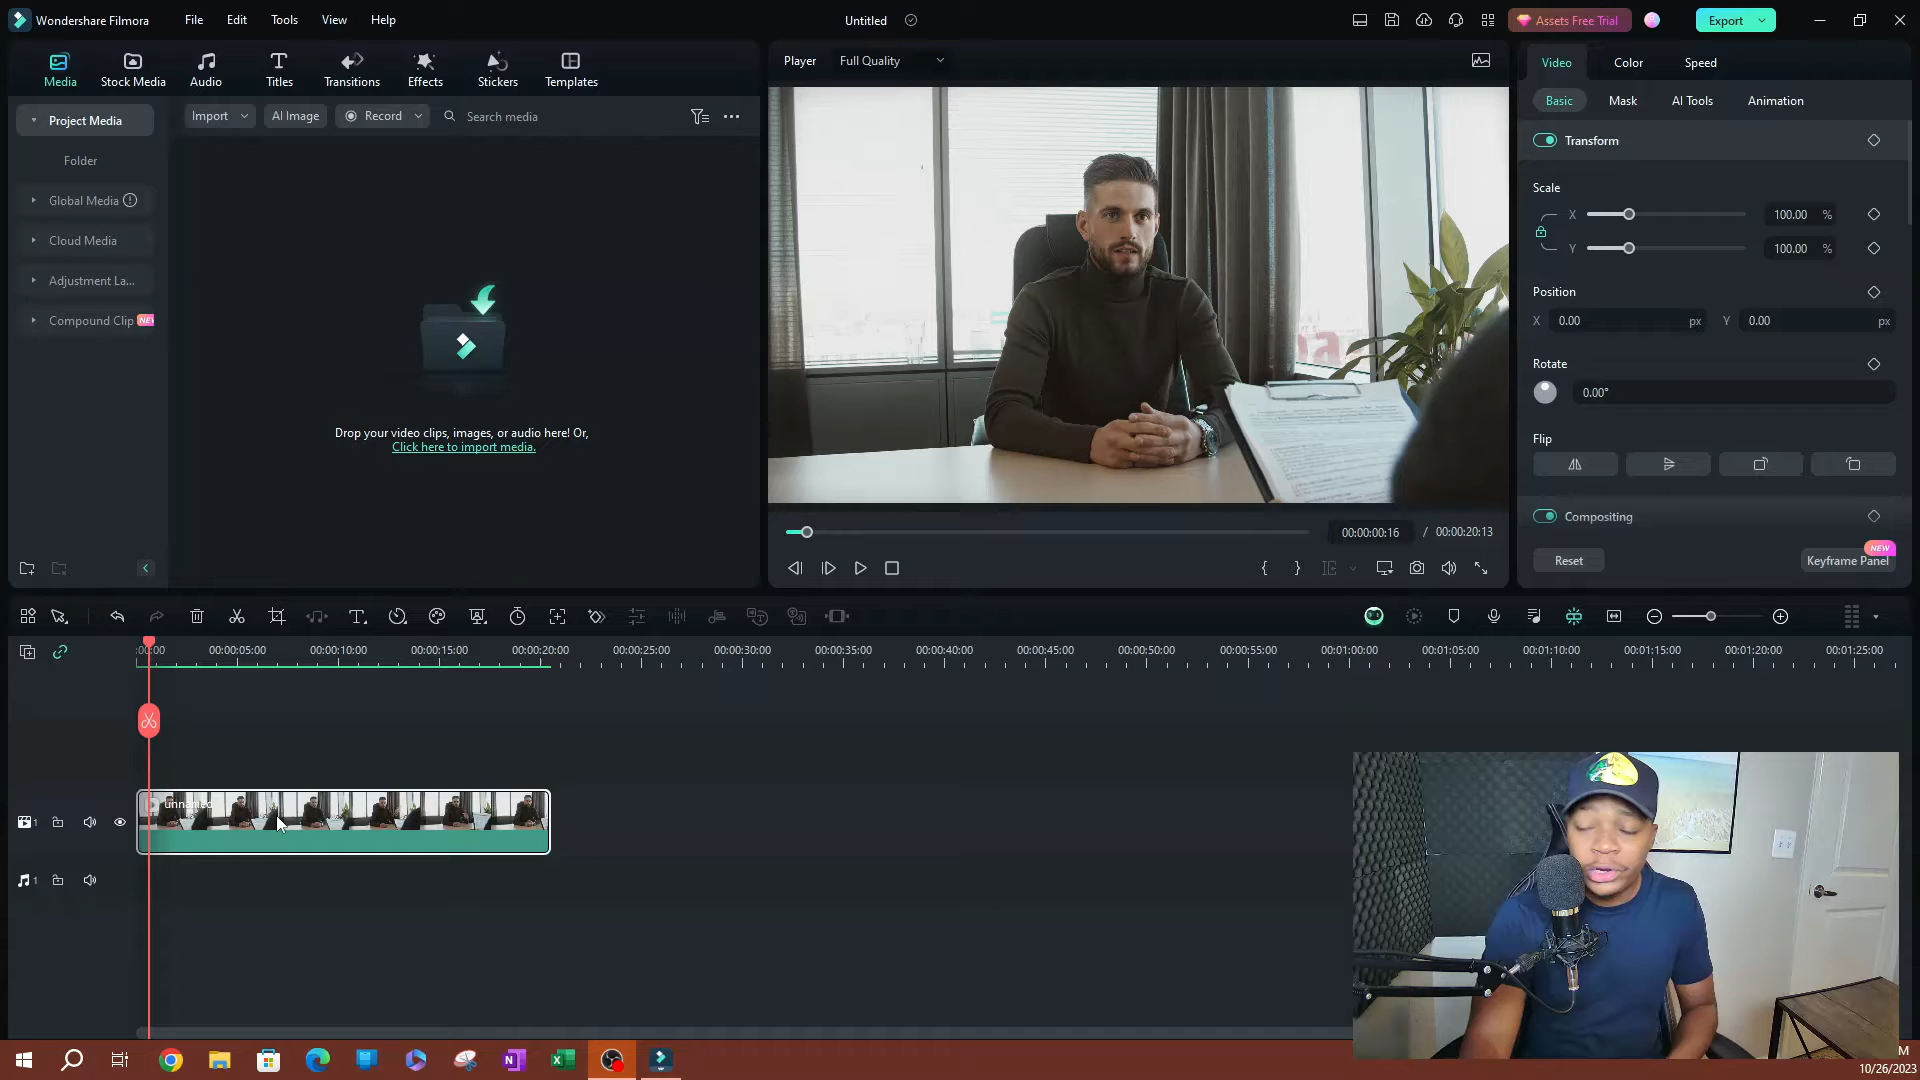 Wondershare Filmora
File
Edit
Tools
View
Help
Untitled
Assets Free Trial
Export
Media
Stock Media
Audio
Titles
Transitions
Effects
Stickers
Templates
Player
Full Quality
Video
Color
Speed
Basic
Mask
AI Tools
Animation
Project Media
Import
AI Image
Record
Search media
Folder
Global Media
Cloud Media
Adjustment La...
Compound Clip
Drop your video clips, images, or audio here! Or,
Click here to import media.
Transform
Scale
X
100.00 %
Y
100.00 %
Position
X 0.00 px Y 0.00 px
Rotate
0.00°
Flip
Compositing
NEW
Reset
Keyframe Panel
00:00:00:16 / 00:00:20:13
:00:00
00:00:05:00
00:00:10:00
00:00:15:00
00:00:20:00
00:00:25:00
00:00:30:00
00:00:35:00
00:00:40:00
00:00:45:00
00:00:50:00
00:00:55:00
00:01:00:00
00:01:05:00
00:01:10:00
00:01:15:00
00:01:20:00
00:01:25:00
unnamed
1
1
M
10/26/2023